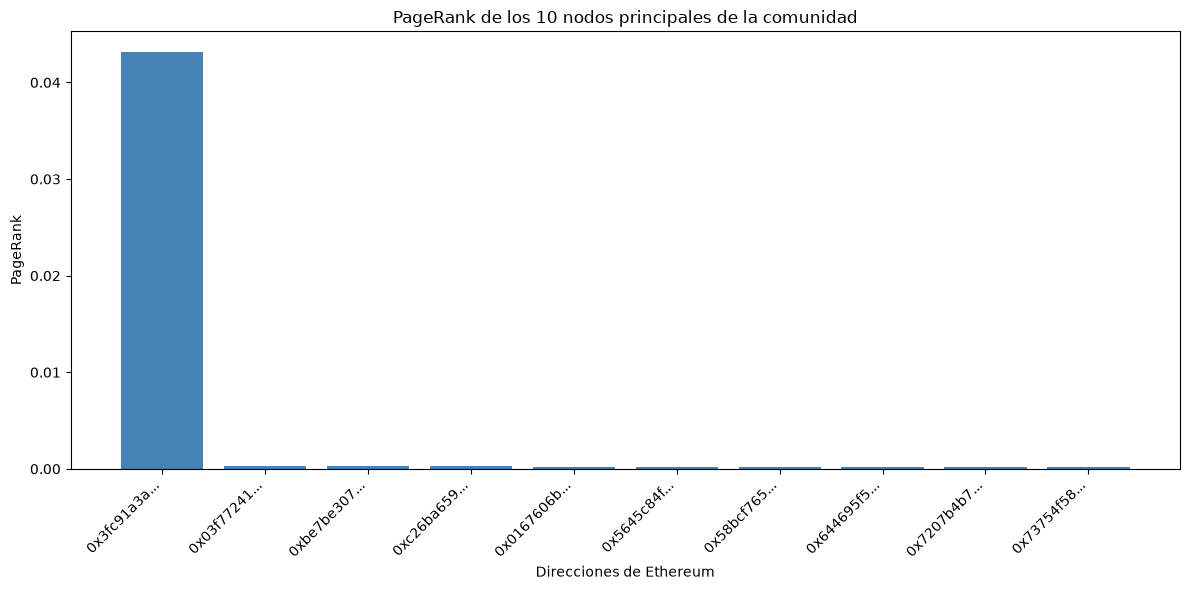 PageRank de los 10 nodos principales de la comunidad
PageRank
0.04
0.03
0.02
0.01
0.00
0x3fc91a3a...
0x03f77241...
0xbe7be307...
0xc26ba659...
0x0167606b...
0x5645c84f...
0x58bcf765...
0x644695f5...
0x7207b4b7...
0x73754f58...
Direcciones de Ethereum